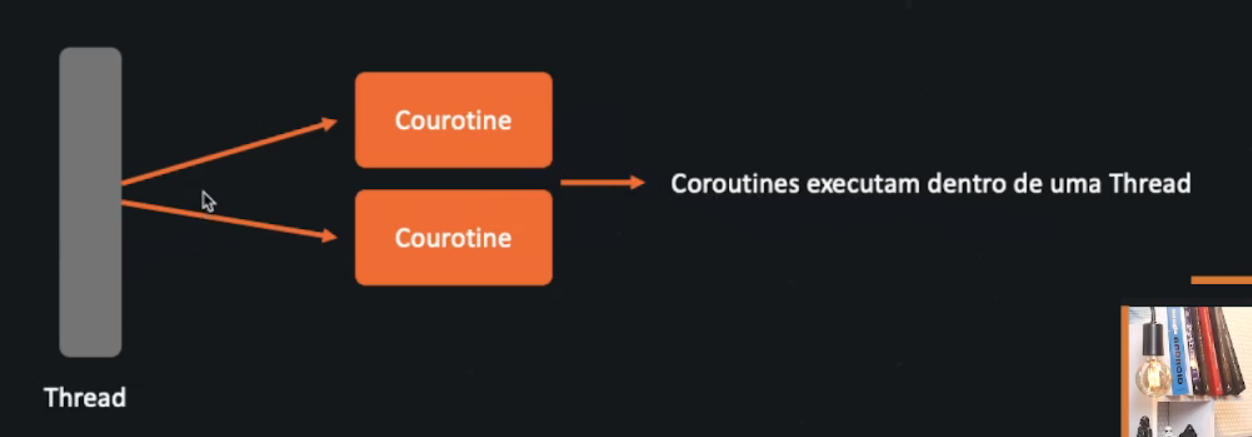 Courotine
Coroutines executam dentro de uma Thread
Courotine
Thread